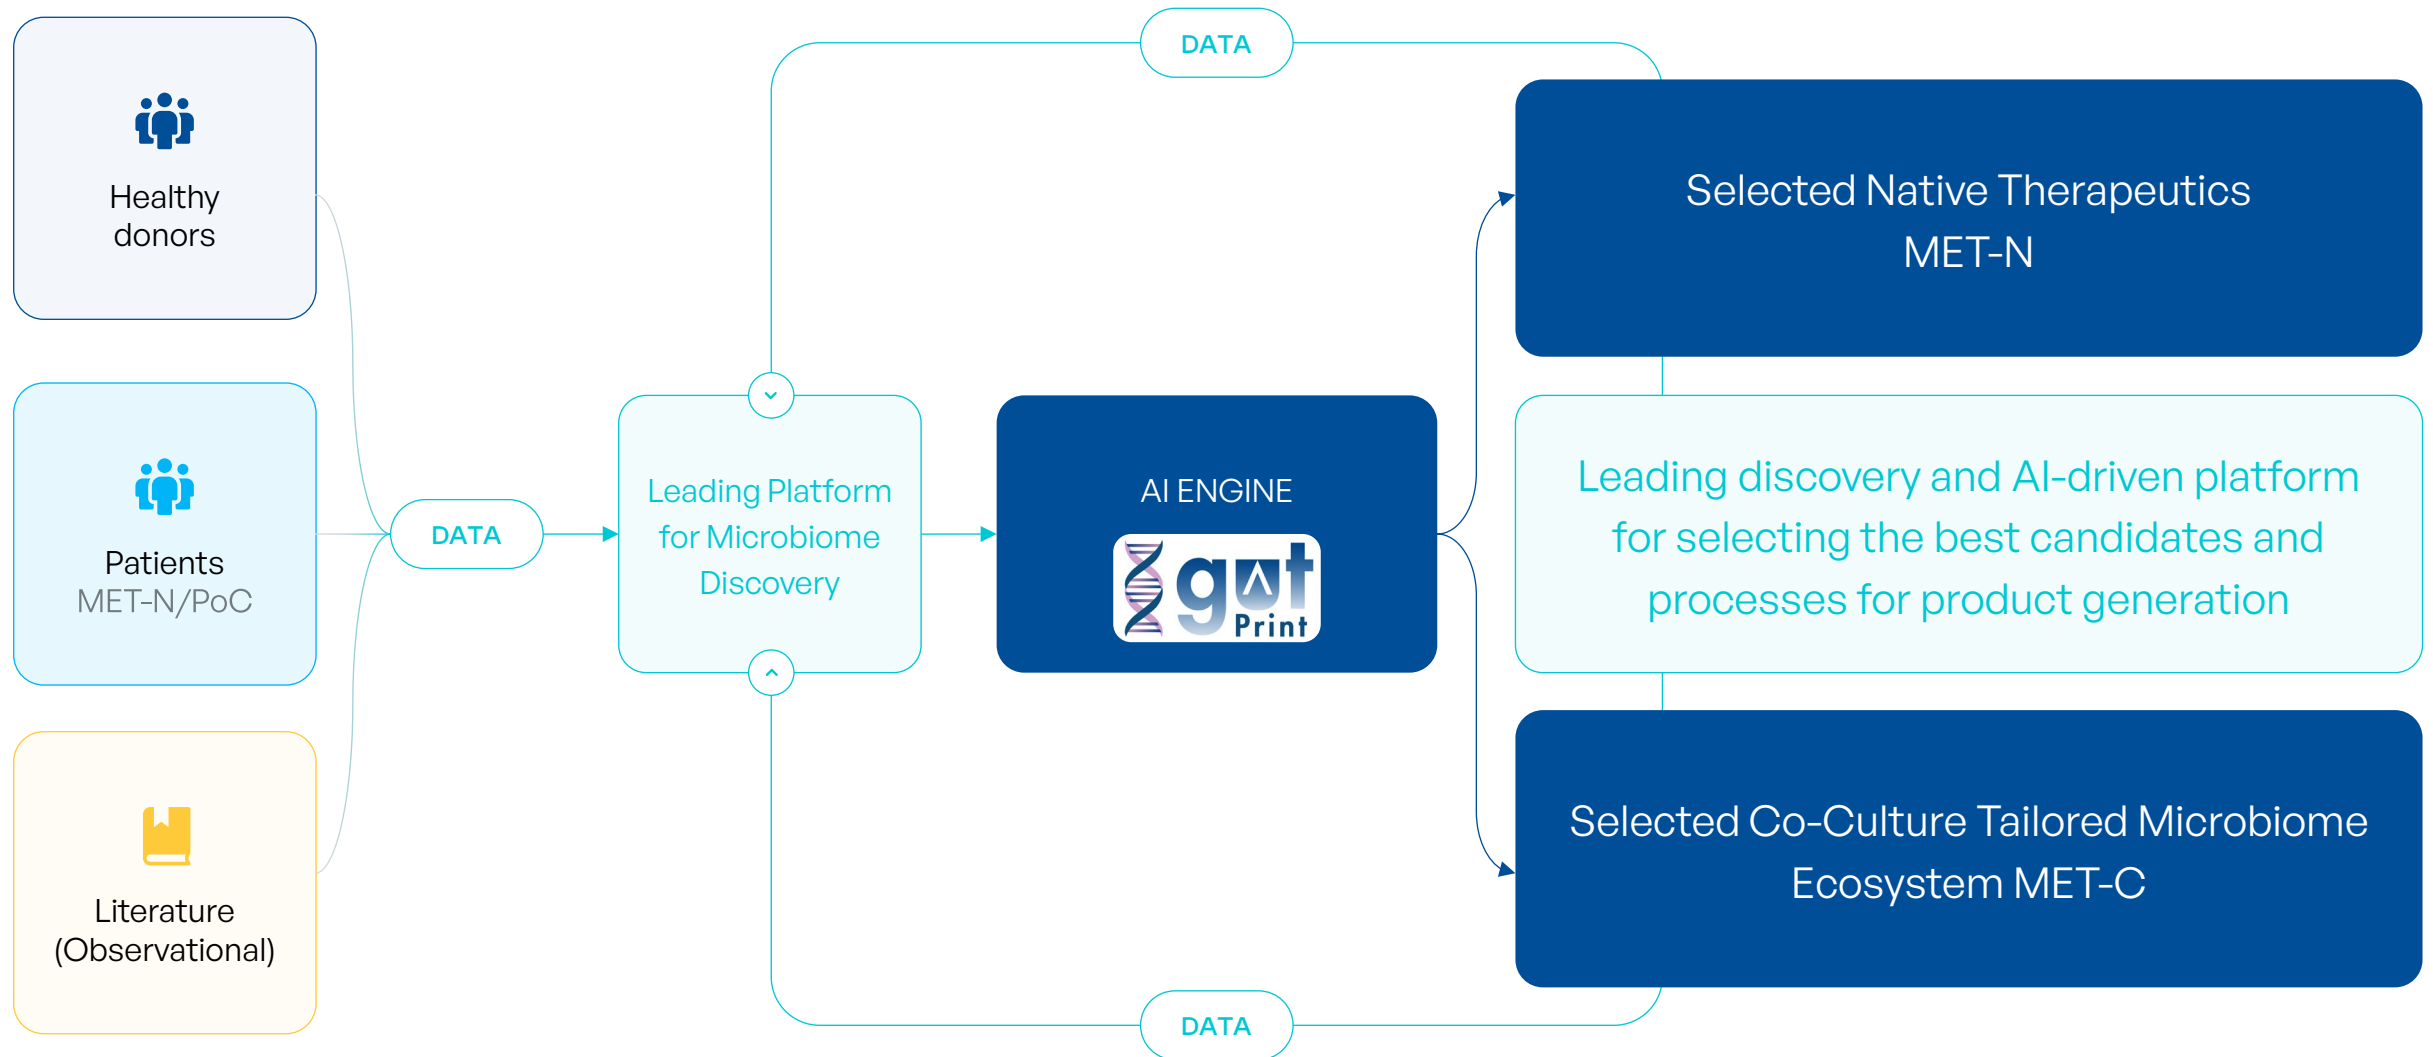 Healthy
donors
Patients
MET-N/PoC
Literature
(Observational)
DATA
DATA
Leading Platform
for Microbiome
Discovery
AI ENGINE
gut
Print
DATA
Selected Native Therapeutics
MET-N
Leading discovery and AI-driven platform
for selecting the best candidates and
processes for product generation
Selected Co-Culture Tailored Microbiome
Ecosystem MET-C